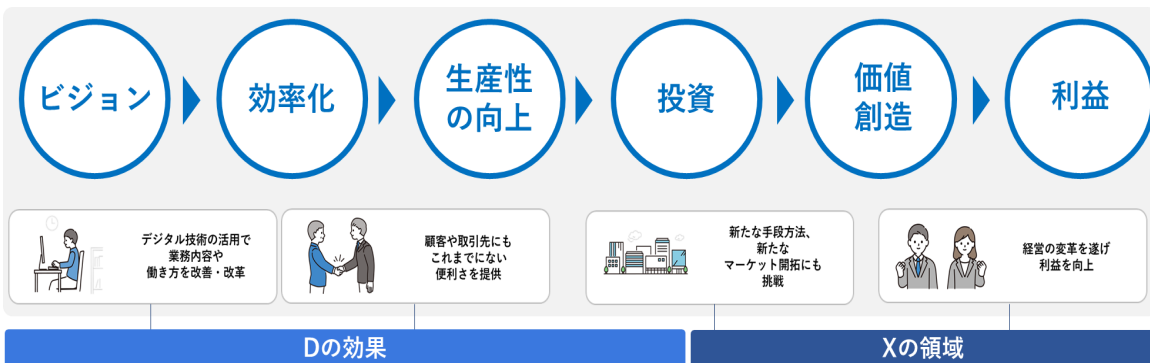 ビジョン
効率化
生産性
の向上
投資
価値
創造
利益
デジタル技術の活用で
業務内容や
働き方を改善・改革
顧客や取引先にも
これまでにない
便利さを提供
新たな手段方法、
新たな
マーケット開拓にも
挑戦
経営の変革を遂げ
利益を向上
Dの効果
Xの領域